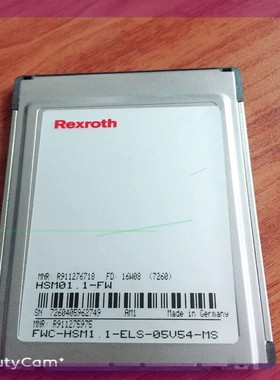 Rexroth
MNR: R911276718 FD: 16W08 (7260)
HSM01.1-FW
SN 7260405962749 AM1 Made in Germany
MNR: R911275975
FWC-HSM1.1-ELS-05V54-MS
utyCam*